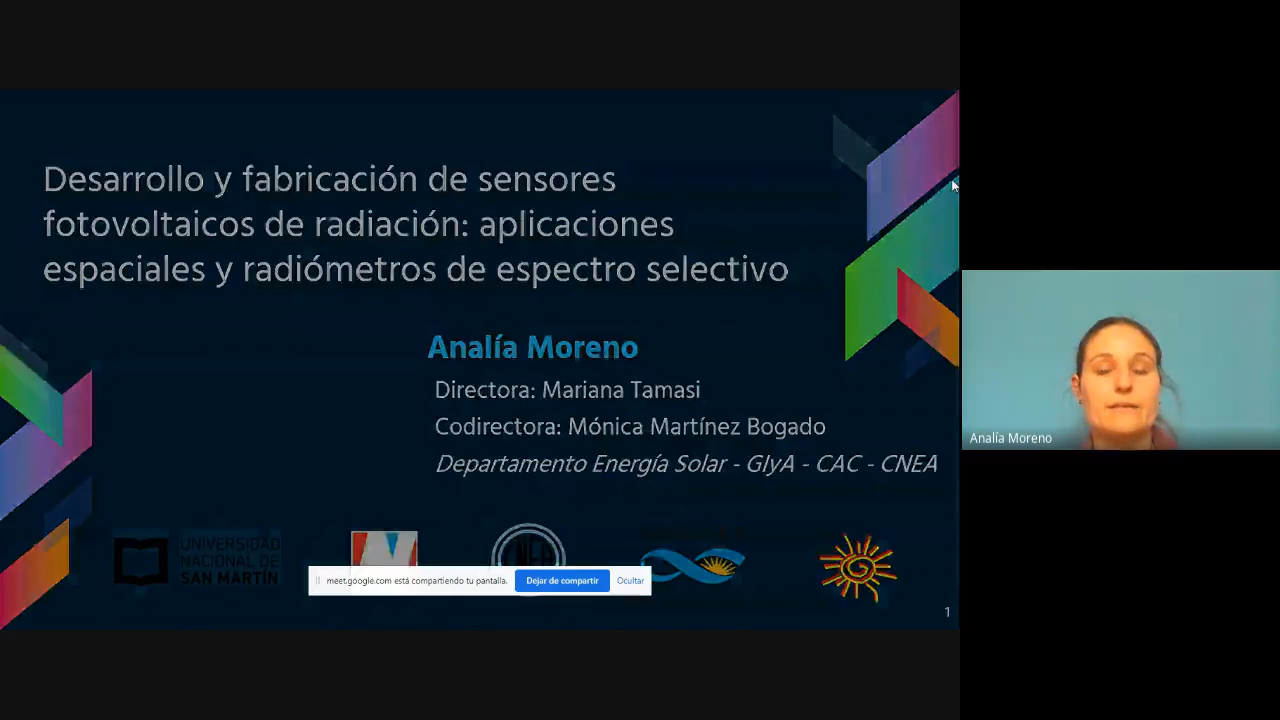 Desarrollo y fabricación de sensores
fotovoltaicos de radiación: aplicaciones
espaciales y radiómetros de espectro selectivo
Analía Moreno
Directora: Mariana Tamasi
Codirectora: Mónica Martínez Bogado
Departamento Energía Solar - GIyA - CAC - CNEA
UNIVERSIDAD
NACIONAL DE
SAN MARTÍN
CNEA
meet.google.com está compartiendo tu pantalla.
Dejar de compartir
Ocultar
1
Analía Moreno